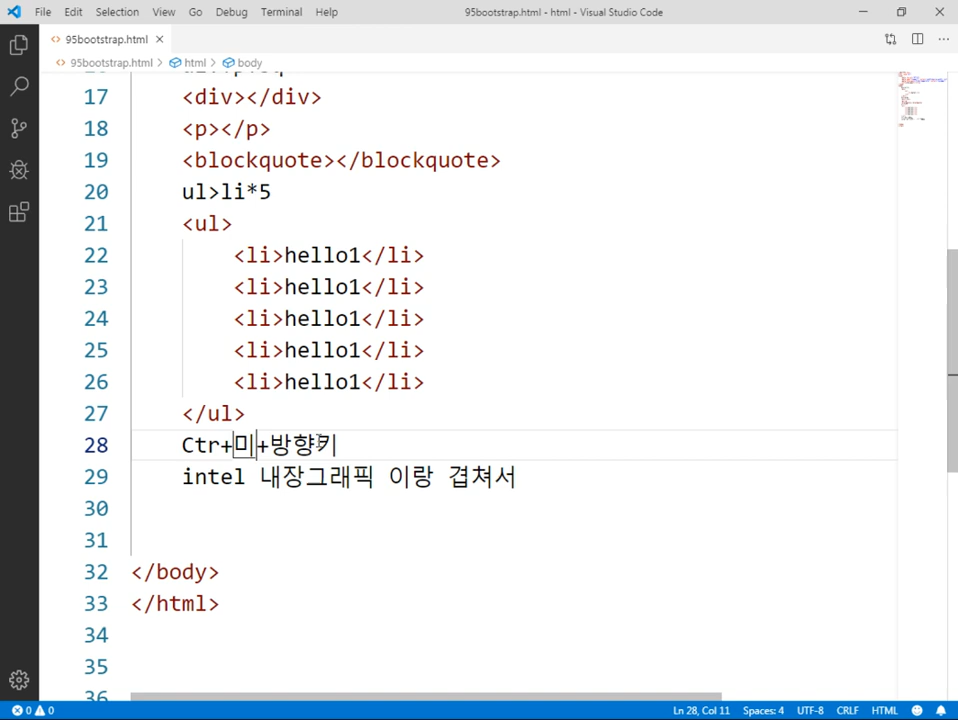 File Edit Selection View Go Debug Terminal Help 95bootstrap.html - html - Visual Studio Code
95bootstrap.html
95bootstrap.html > html > body
17 <div></div>
18 <p></p>
19 <blockquote></blockquote>
20 ul>li*5
21 <ul>
22 <li>hello1</li>
23 <li>hello1</li>
24 <li>hello1</li>
25 <li>hello1</li>
26 <li>hello1</li>
27 </ul>
28 Ctr+미+방향키
29 intel 내장그래픽 이랑 겹쳐서
30
31
32 </body>
33 </html>
34
35
36
0 0 Ln 28, Col 11 Spaces: 4 UTF-8 CRLF HTML